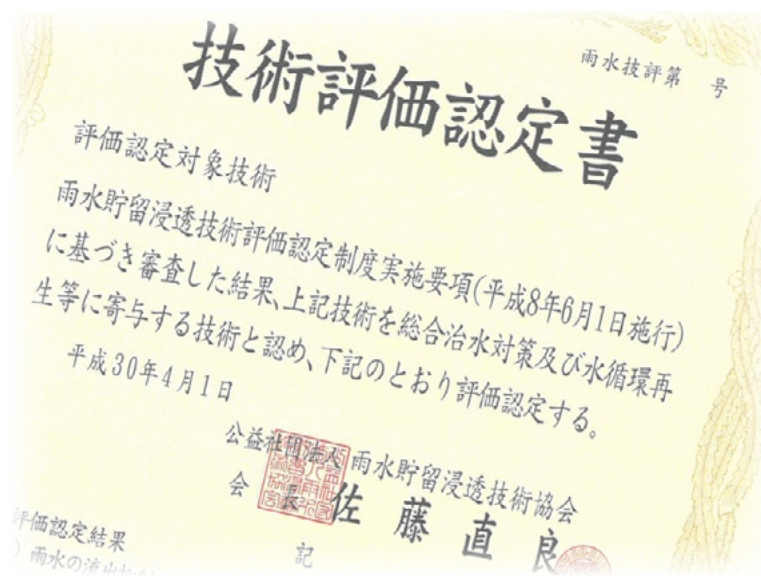 雨水技評第 号
技術評価認定書
評価認定対象技術
雨水貯留浸透技術評価認定制度実施要項(平成8年6月1日施行)
に基づき審査した結果、上記技術を総合治水対策及び水循環再
生等に寄与する技術と認め、下記のとおり評価認定する。
平成30年4月1日
公益社団法人 雨水貯留浸透技術協会
会 長 佐藤直良
記
評価認定結果
) 雨水の流出抑制